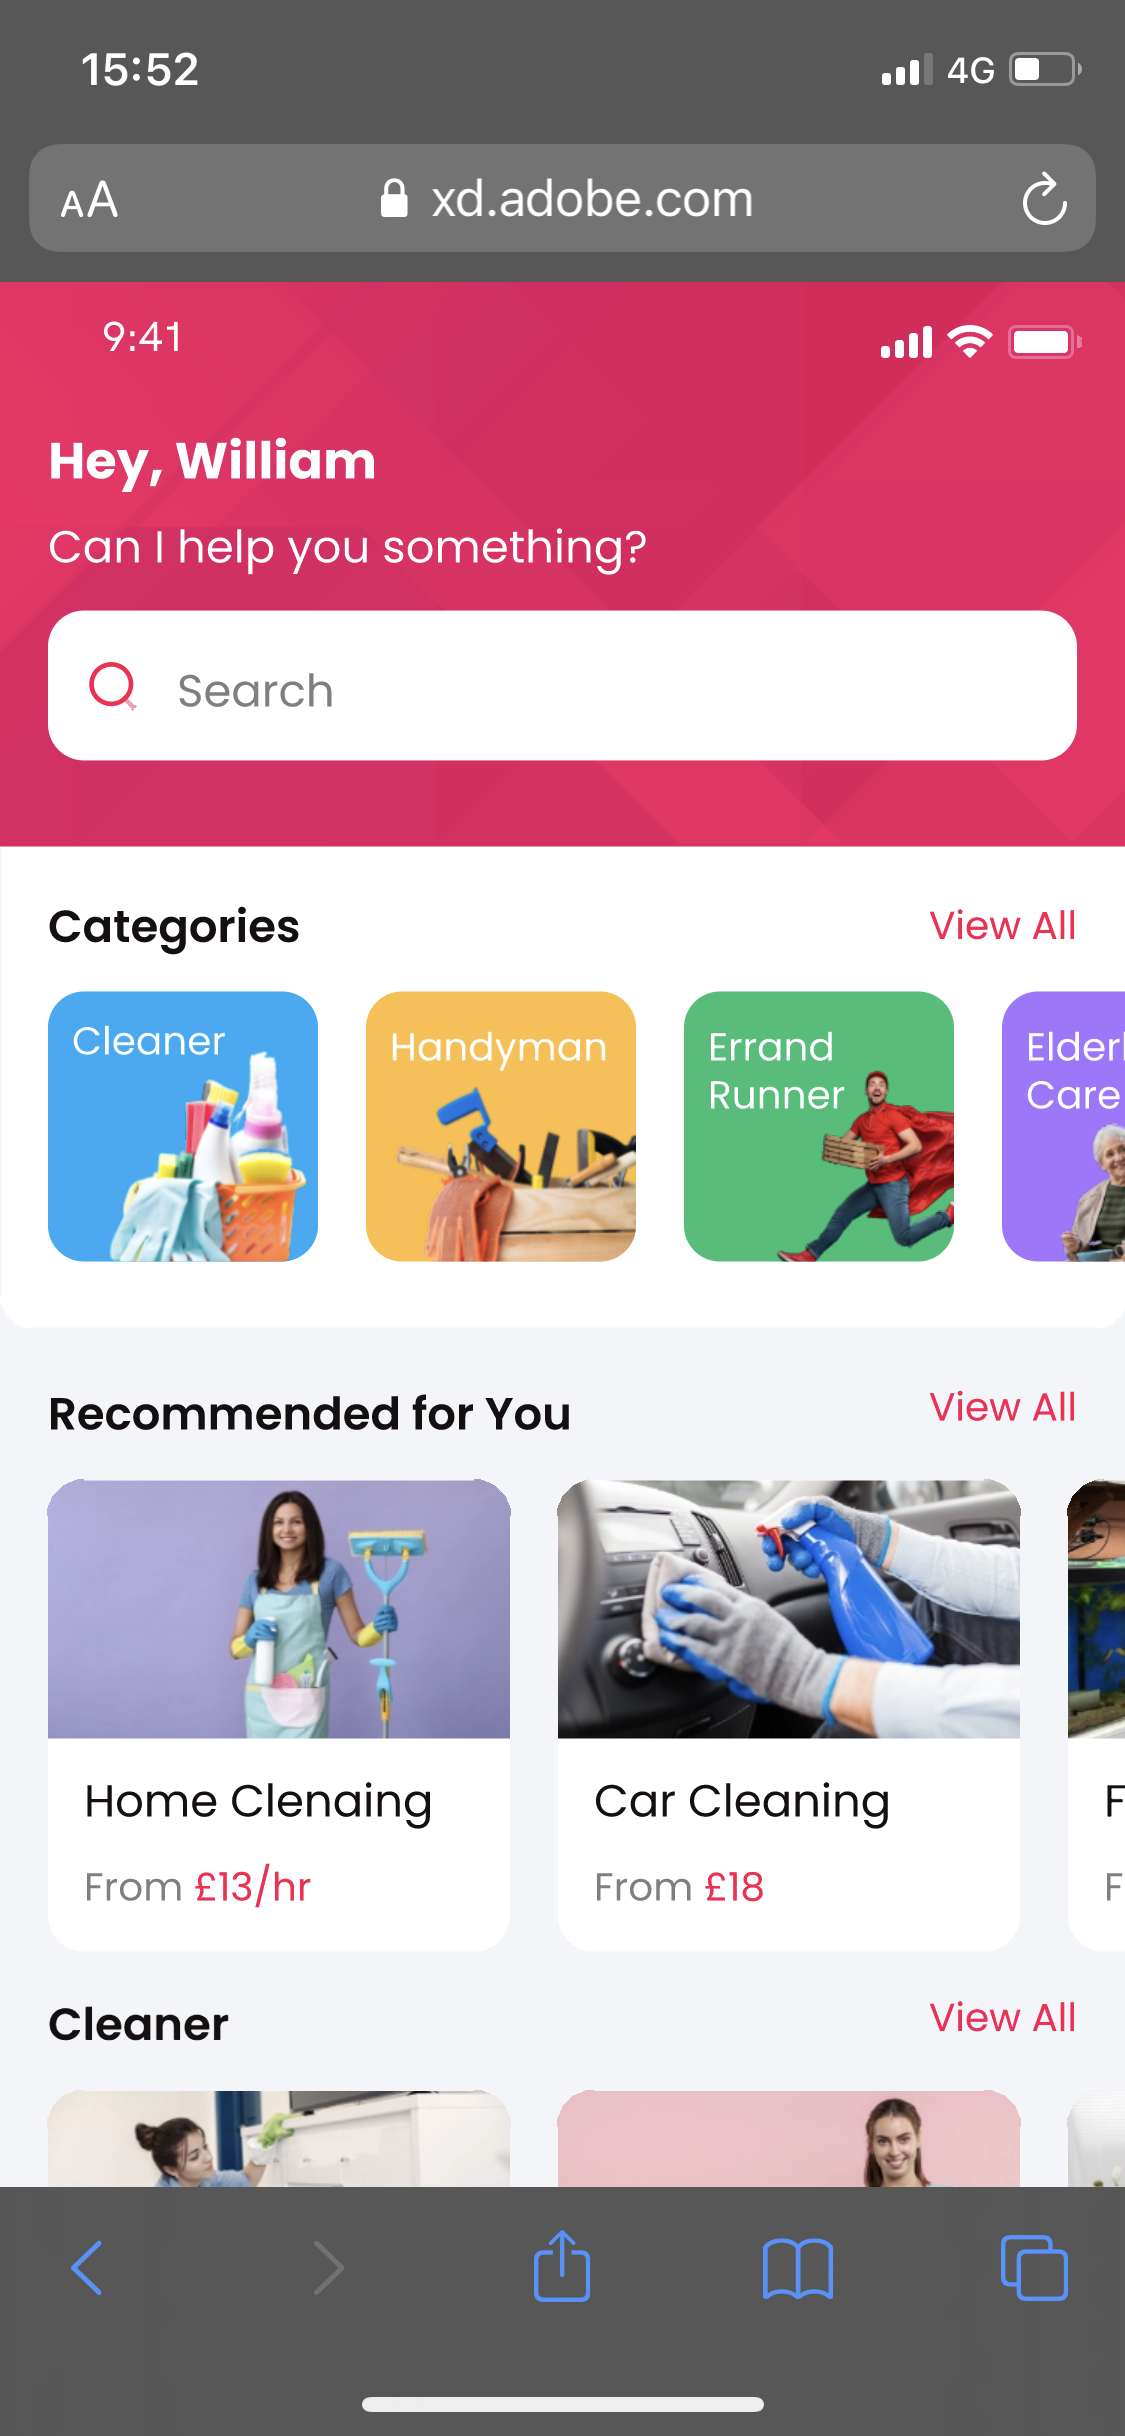 15:52
4G
AA
xd.adobe.com
9:41
Hey, William
Can I help you something?
Search
Categories
View All
Cleaner
Handyman
Errand
Runner
Elderl
Care
Recommended for You
View All
Home Clenaing
From £13/hr
Car Cleaning
From £18
F
F
Cleaner
View All